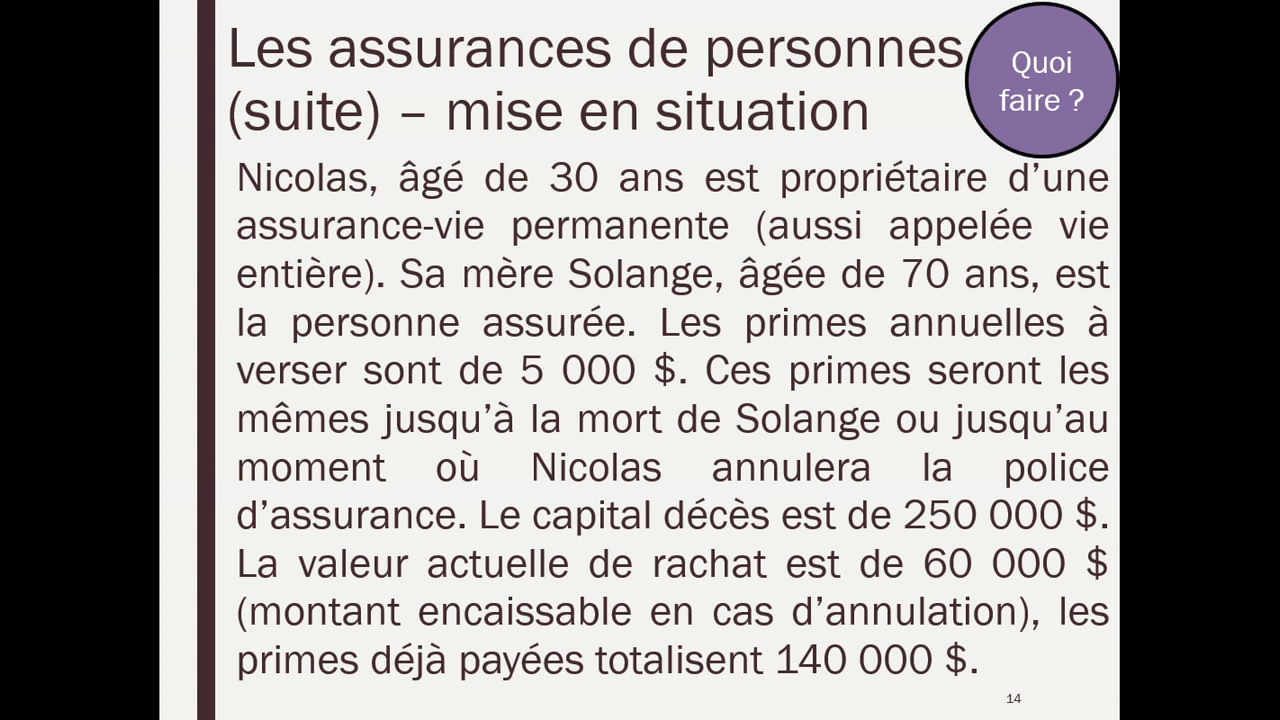 Les assurances de personnes
(suite) – mise en situation
Quoi
faire ?
Nicolas, âgé de 30 ans est propriétaire d’une
assurance-vie permanente (aussi appelée vie
entière). Sa mère Solange, âgée de 70 ans, est
la personne assurée. Les primes annuelles à
verser sont de 5 000 $. Ces primes seront les
mêmes jusqu’à la mort de Solange ou jusqu’au
moment où Nicolas annulera la police
d’assurance. Le capital décès est de 250 000 $.
La valeur actuelle de rachat est de 60 000 $
(montant encaissable en cas d’annulation), les
primes déjà payées totalisent 140 000 $.
14